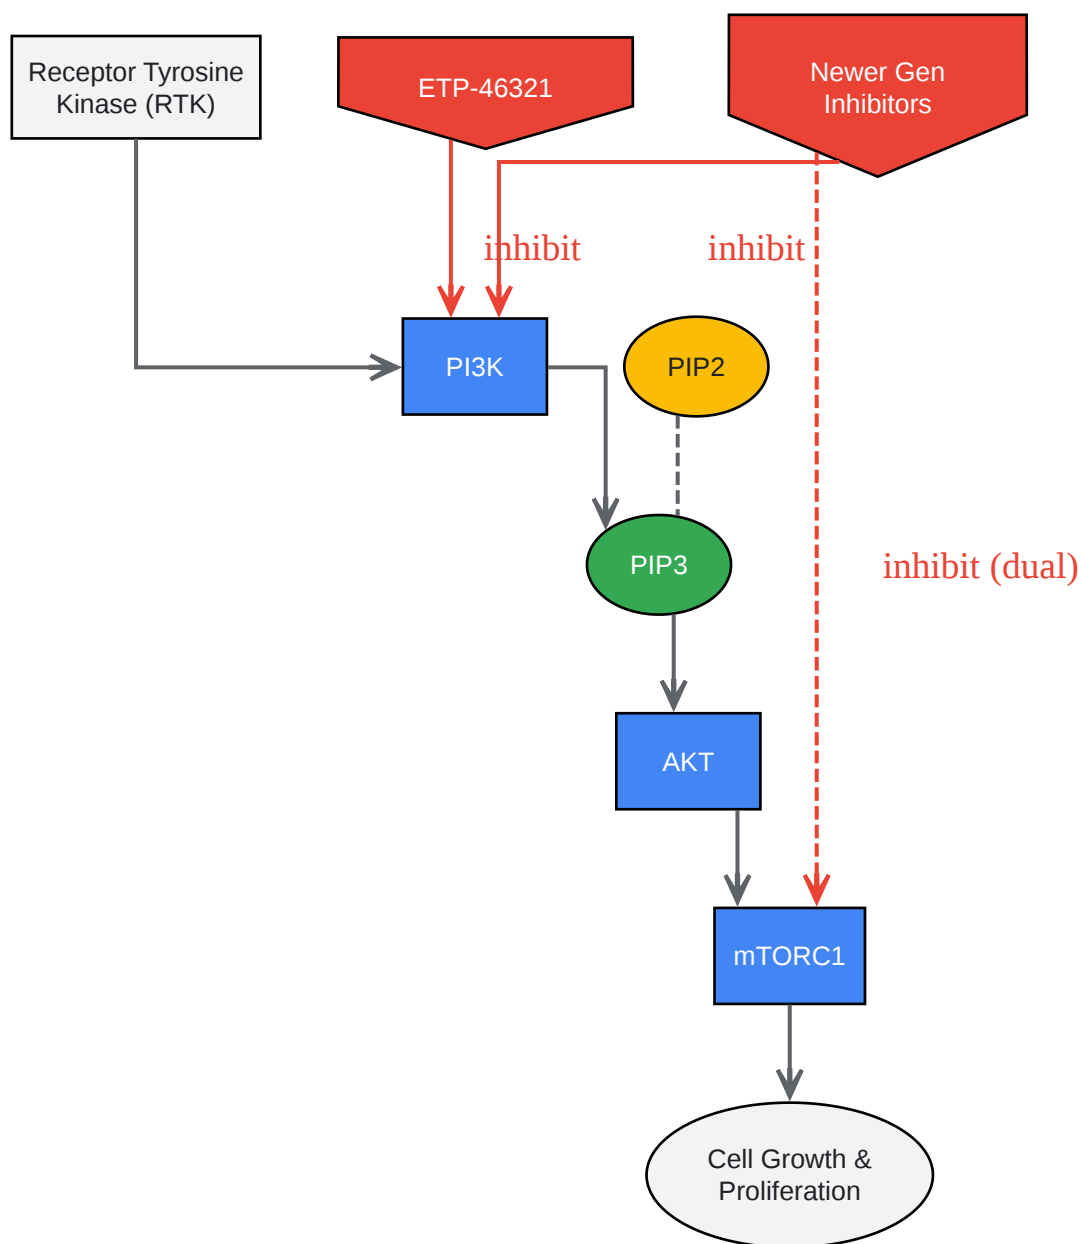 Receptor Tyrosine
Kinase (RTK)
ETP-46321
Newer Gen
Inhibitors
inhibit
inhibit
PI3K
PIP2
PIP3
inhibit (dual)
AKT
mTORC1
Cell Growth &
Proliferation